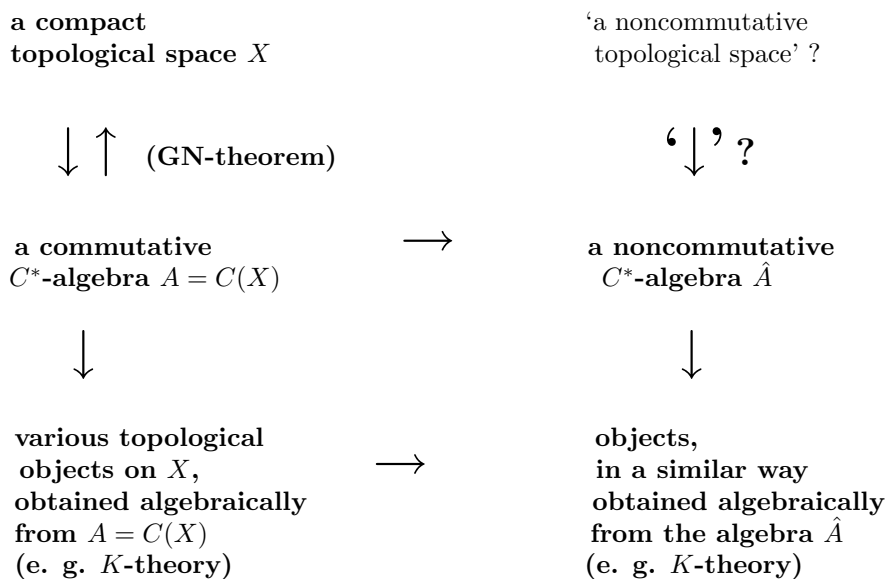 a compact
topological space X
‘a noncommutative
topological space’ ?
↓ ↑ (GN-theorem)
‘↓’ ?
a commutative
C*-algebra A = C(X)
→
a noncommutative
C*-algebra Â
↓
↓
various topological
objects on X,
obtained algebraically
from A = C(X)
(e. g. K-theory)
→
objects,
in a similar way
obtained algebraically
from the algebra Â
(e. g. K-theory)